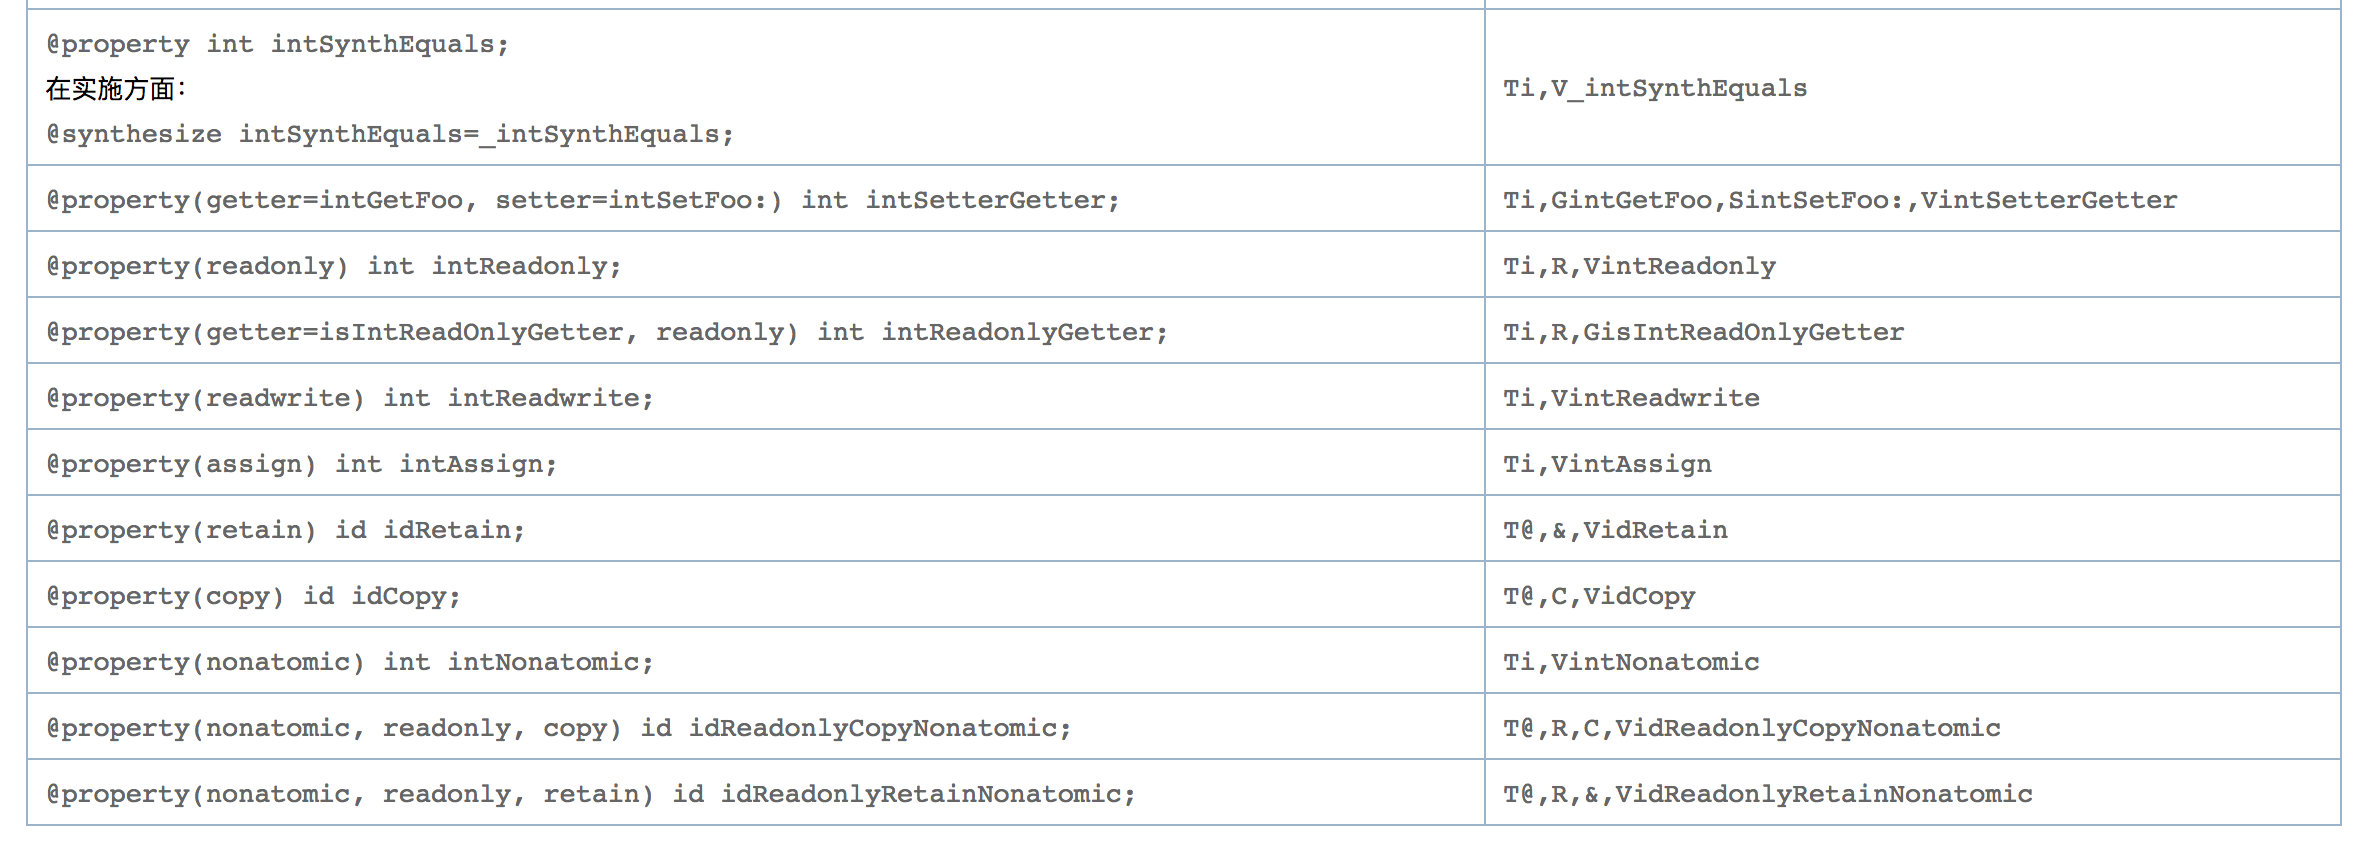 @property int intSynthEquals;
在实施方面：
@synthesize intSynthEquals=_intSynthEquals;
Ti,V_intSynthEquals
@property(getter=intGetFoo, setter=intSetFoo:) int intSetterGetter;
Ti,GintGetFoo,SintSetFoo:,VintSetterGetter
@property(readonly) int intReadonly;
Ti,R,VintReadonly
@property(getter=isIntReadOnlyGetter, readonly) int intReadonlyGetter;
Ti,R,GisIntReadOnlyGetter
@property(readwrite) int intReadwrite;
Ti,VintReadwrite
@property(assign) int intAssign;
Ti,VintAssign
@property(retain) id idRetain;
T@,&,VidRetain
@property(copy) id idCopy;
T@,C,VidCopy
@property(nonatomic) int intNonatomic;
Ti,VintNonatomic
@property(nonatomic, readonly, copy) id idReadonlyCopyNonatomic;
T@,R,C,VidReadonlyCopyNonatomic
@property(nonatomic, readonly, retain) id idReadonlyRetainNonatomic;
T@,R,&,VidReadonlyRetainNonatomic